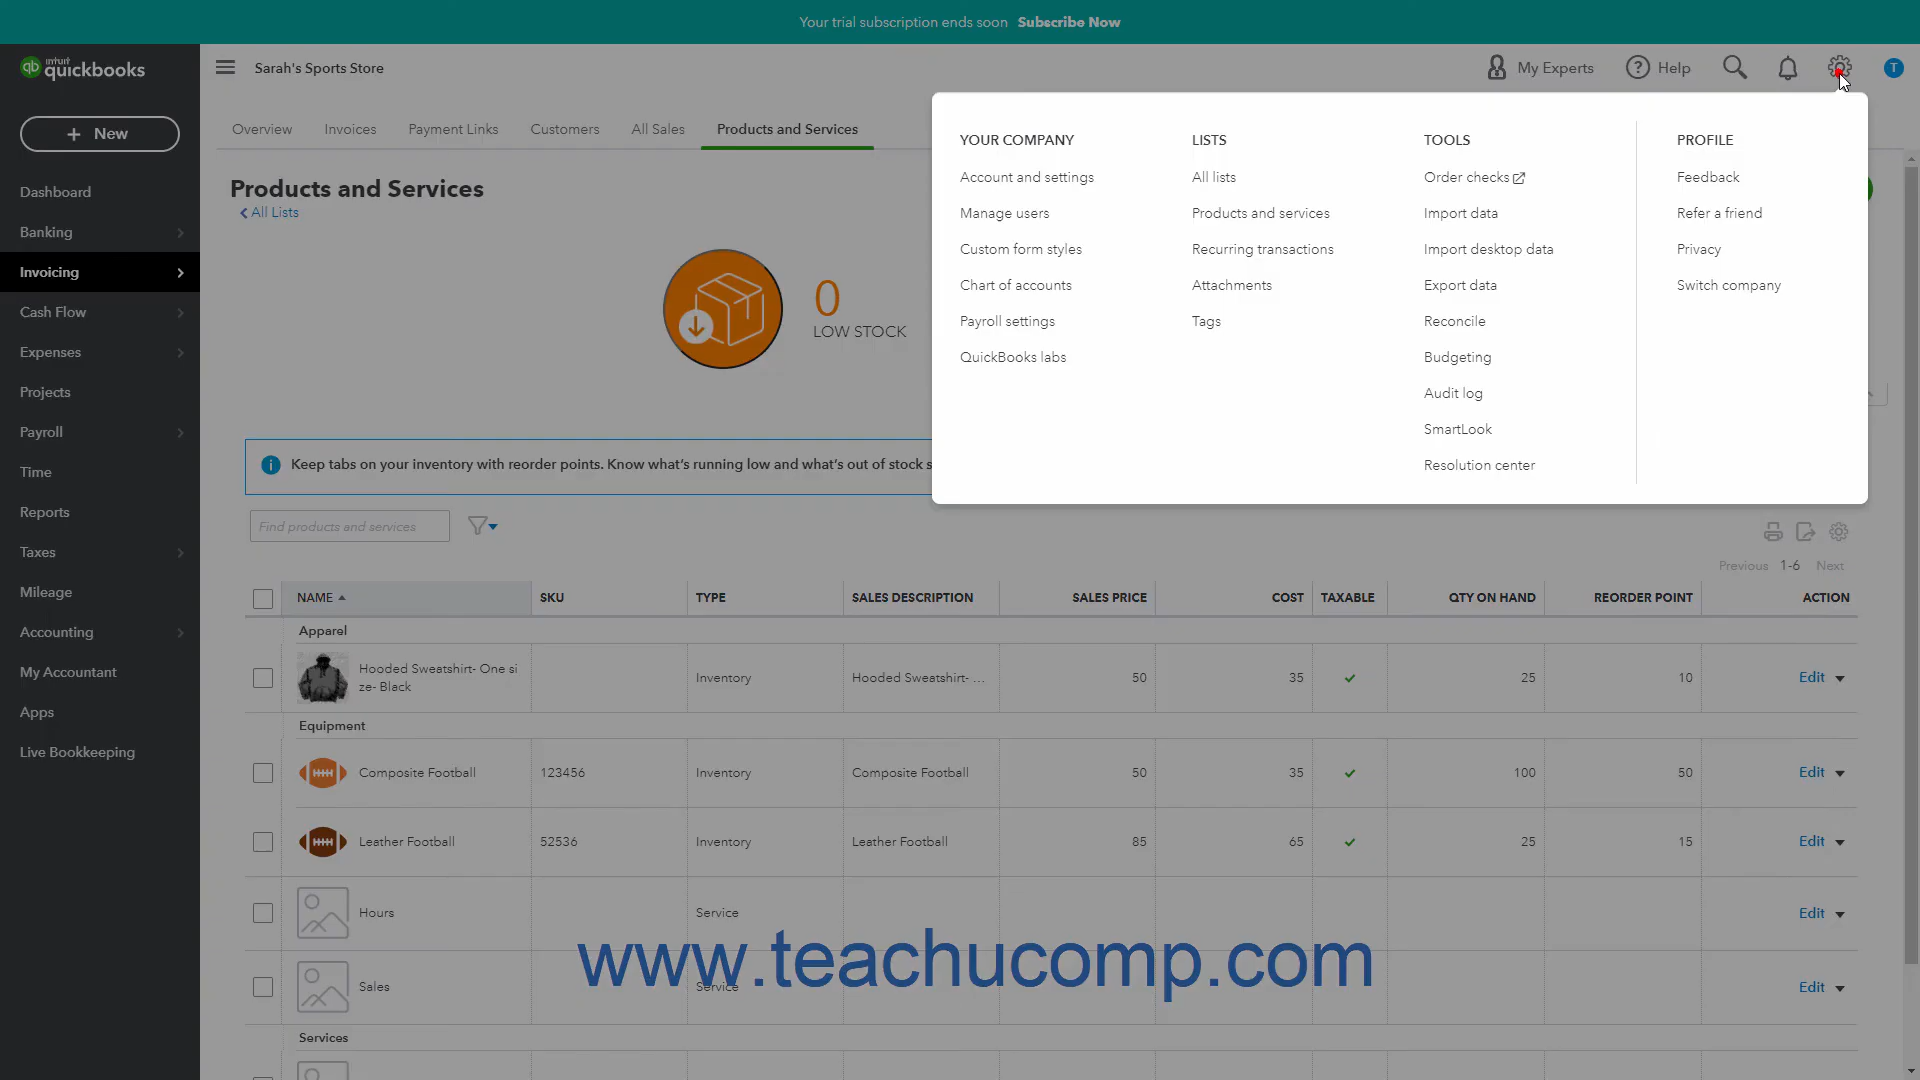 Your trial subscription ends soon Subscribe Now
intuit
quickbooks
Sarah's Sports Store
My Experts
Help
T
New
Dashboard
Banking
Invoicing
Cash Flow
Expenses
Projects
Payroll
Time
Reports
Taxes
Mileage
Accounting
My Accountant
Apps
Live Bookkeeping
Overview Invoices Payment Links Customers All Sales Products and Services
Products and Services
All Lists
0
LOW STOCK
YOUR COMPANY
Account and settings
Manage users
Custom form styles
Chart of accounts
Payroll settings
QuickBooks labs
LISTS
All lists
Products and services
Recurring transactions
Attachments
Tags
TOOLS
Order checks
Import data
Import desktop data
Export data
Reconcile
Budgeting
Audit log
SmartLook
Resolution center
PROFILE
Feedback
Refer a friend
Privacy
Switch company
Keep tabs on your inventory with reorder points. Know what's running low and what's out of stock s
Find products and services
Previous 1-6 Next
NAME SKU TYPE SALES DESCRIPTION SALES PRICE COST TAXABLE QTY ON HAND REORDER POINT ACTION
Apparel
Hooded Sweatshirt- One si
ze- Black
Inventory Hooded Sweatshirt- ... 50 35 25 10 Edit
Equipment
Composite Football 123456 Inventory Composite Football 50 35 100 50 Edit
Leather Football 52536 Inventory Leather Football 85 65 25 15 Edit
Hours Service Edit
Sales Service Edit
www.teachucomp.com
Services